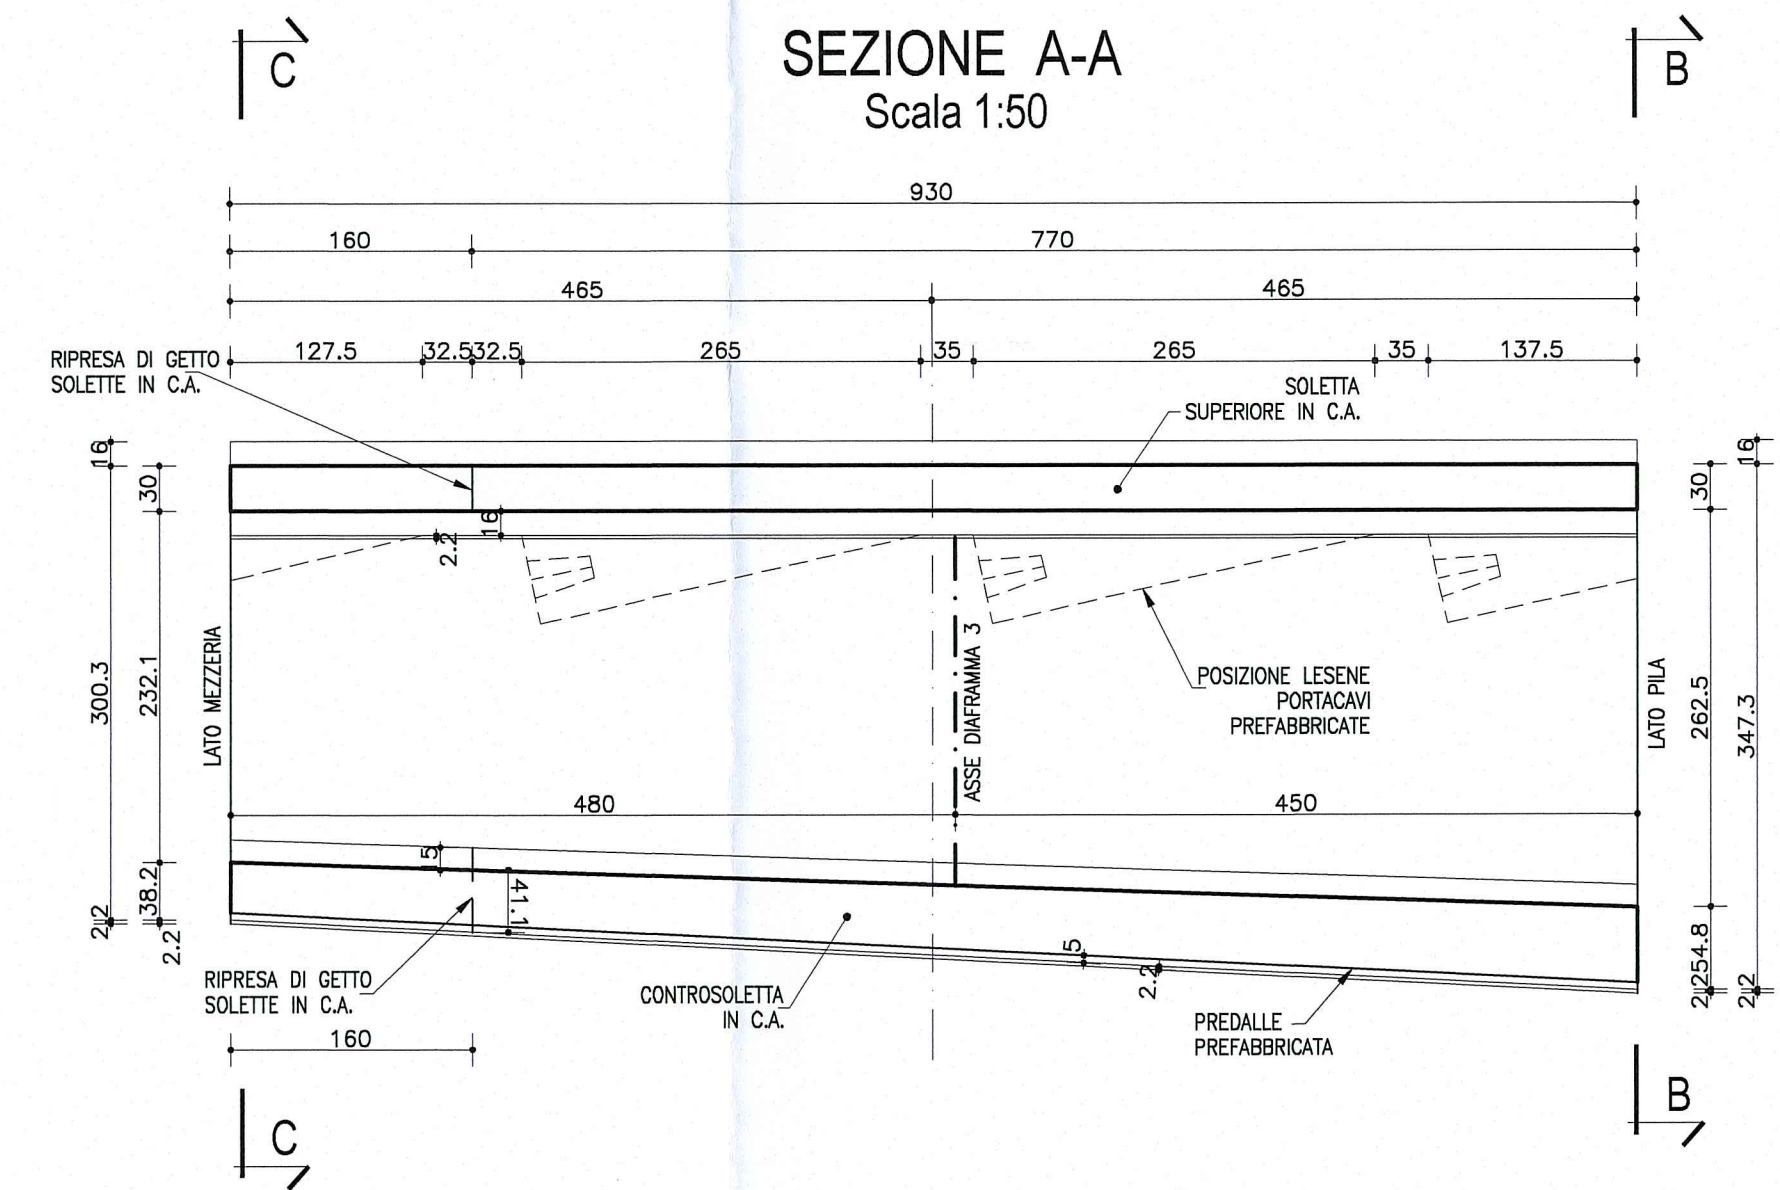 C
SEZIONE A-A
Scala 1:50
B
930
160
770
465
465
127.5
32.5
32.5
265
35
265
35
137.5
RIPRESA DI GETTO
SOLETTE IN C.A.
SOLETTA
SUPERIORE IN C.A.
16
30
16
2.2
16
30
300.3
232.1
LATO MEZZERIA
ASSE DIAFRAMMA 3
POSIZIONE LESENE
PORTACAVI
PREFABBRICATE
LATO PILA
262.5
347.3
480
450
15
41.1
38.2
2.2
2.2
5
2.2
54.8
2.2
2.2
RIPRESA DI GETTO
SOLETTE IN C.A.
CONTROSOLETTA
IN C.A.
PREDALLE
PREFABBRICATA
160
C
B